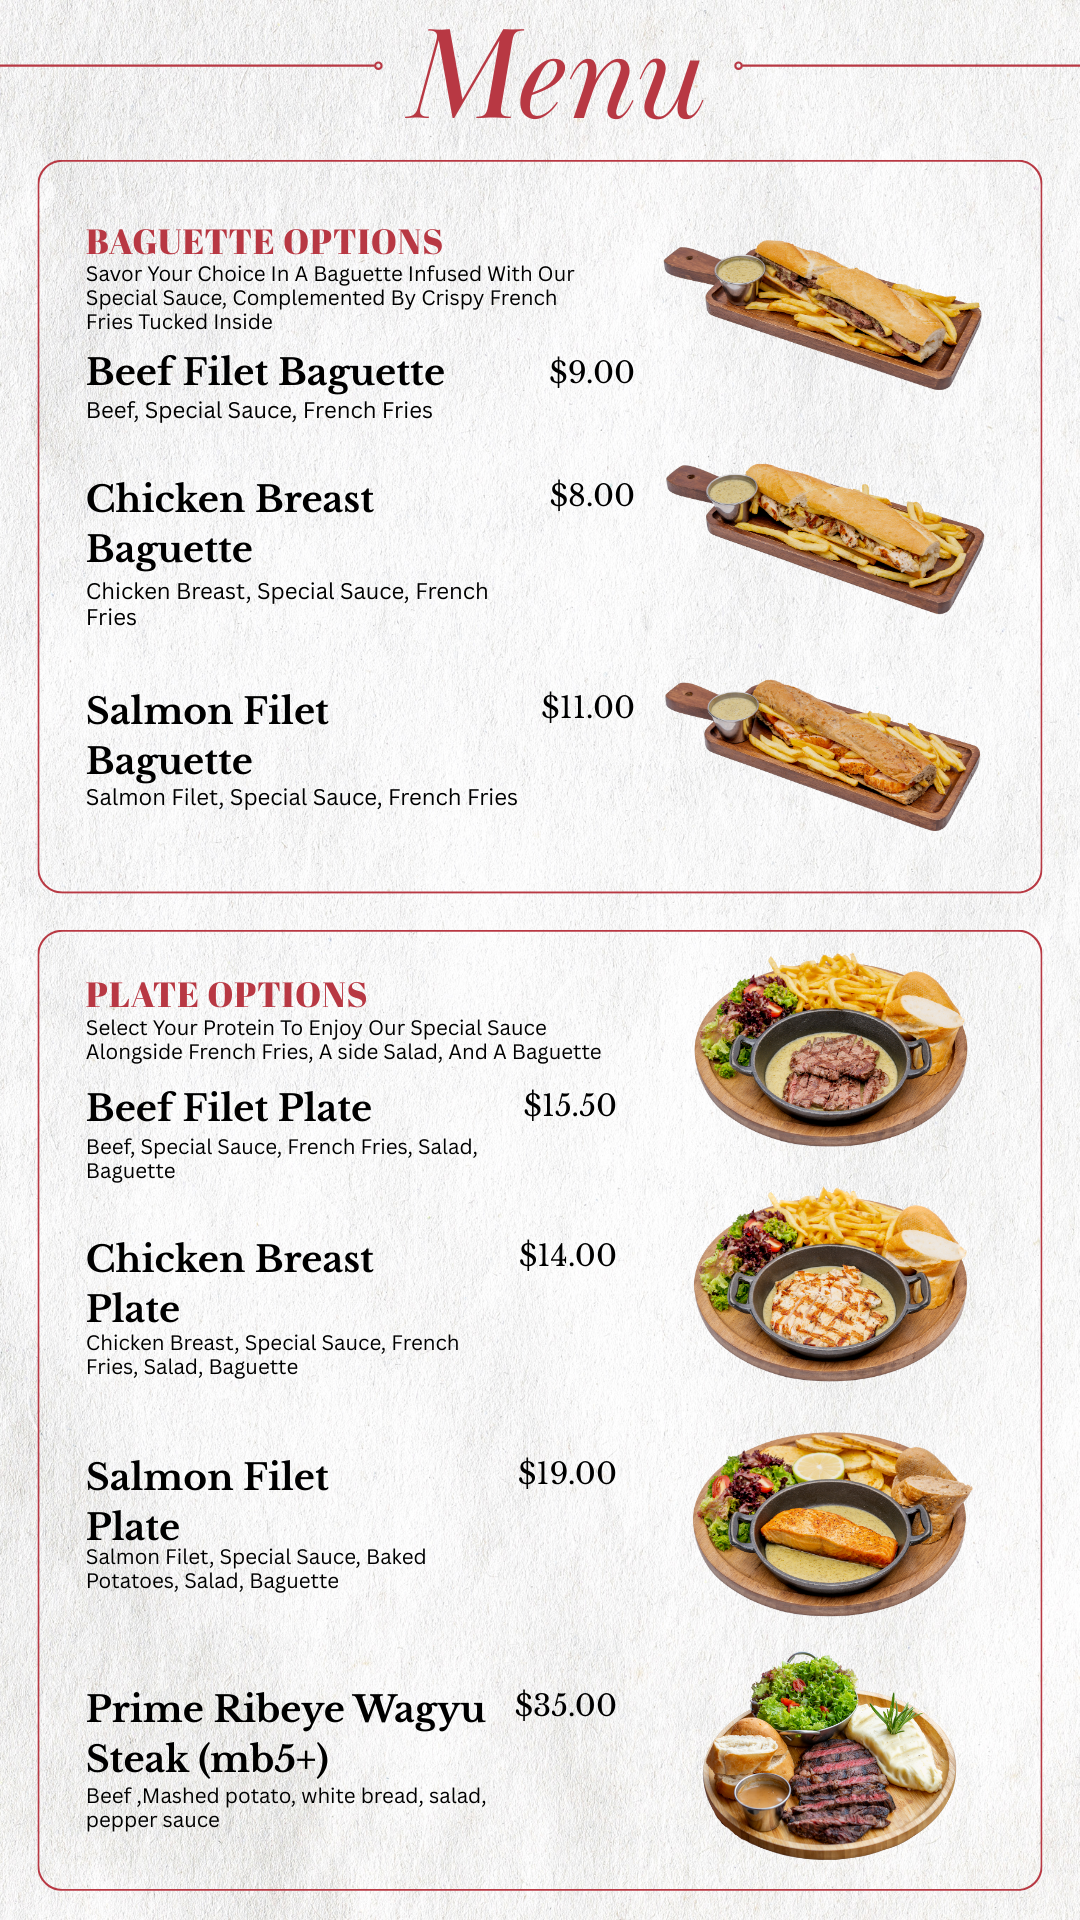 Menu
BAGUETTE OPTIONS
Savor Your Choice In A Baguette Infused With Our
Special Sauce, Complemented By Crispy French
Fries Tucked Inside
Beef Filet Baguette $9.00
Beef, Special Sauce, French Fries
Chicken Breast $8.00
Baguette
Chicken Breast, Special Sauce, French
Fries
Salmon Filet $11.00
Baguette
Salmon Filet, Special Sauce, French Fries
PLATE OPTIONS
Select Your Protein To Enjoy Our Special Sauce
Alongside French Fries, A side Salad, And A Baguette
Beef Filet Plate $15.50
Beef, Special Sauce, French Fries, Salad,
Baguette
Chicken Breast $14.00
Plate
Chicken Breast, Special Sauce, French
Fries, Salad, Baguette
Salmon Filet $19.00
Plate
Salmon Filet, Special Sauce, Baked
Potatoes, Salad, Baguette
Prime Ribeye Wagyu $35.00
Steak (mb5+)
Beef ,Mashed potato, white bread, salad,
pepper sauce